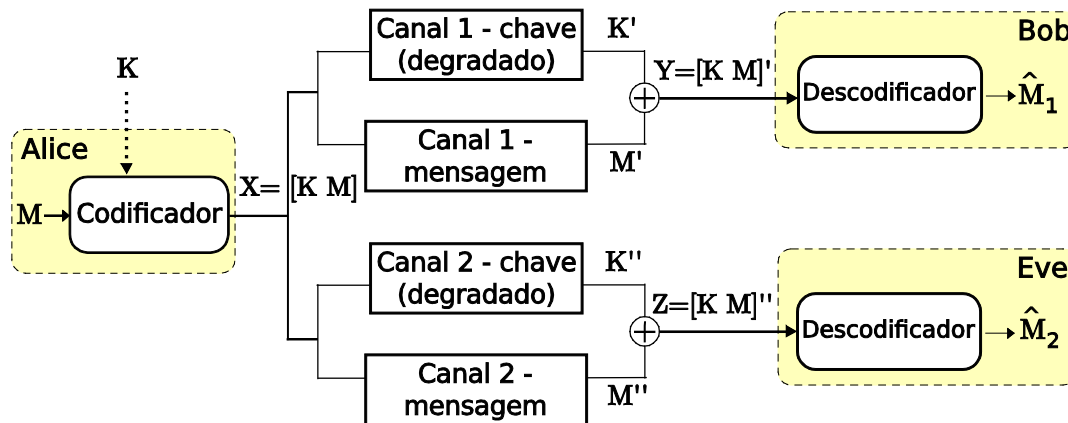 Canal 1 - chave
(degradado)
K'
Bob
K
Y=[K M]'
Descodificador
M̂1
Alice
Canal 1 -
mensagem
M'
X= [K M]
M
Codificador
Canal 2 - chave
(degradado)
K''
Eve
Z=[K M]''
Descodificador
M̂2
Canal 2 -
mensagem
M''